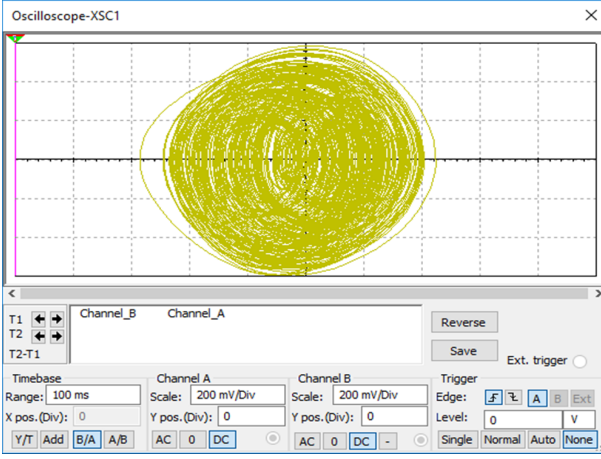 Oscilloscope-XSC1
T1
T2
T2-T1
Channel_B Channel_A
Reverse
Save
Ext. trigger
Timebase
Range: 100 ms
X pos.(Div): 0
Y/T Add B/A A/B
Channel A
Scale: 200 mV/Div
Y pos.(Div): 0
AC 0 DC
Channel B
Scale: 200 mV/Div
Y pos.(Div): 0
AC 0 DC -
Trigger
Edge: A B Ext
Level: 0 V
Single Normal Auto None